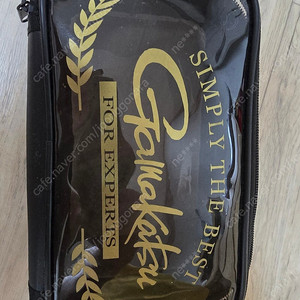 SIMPLY THE BEST
Gamakatsu
FOR EXPERTS